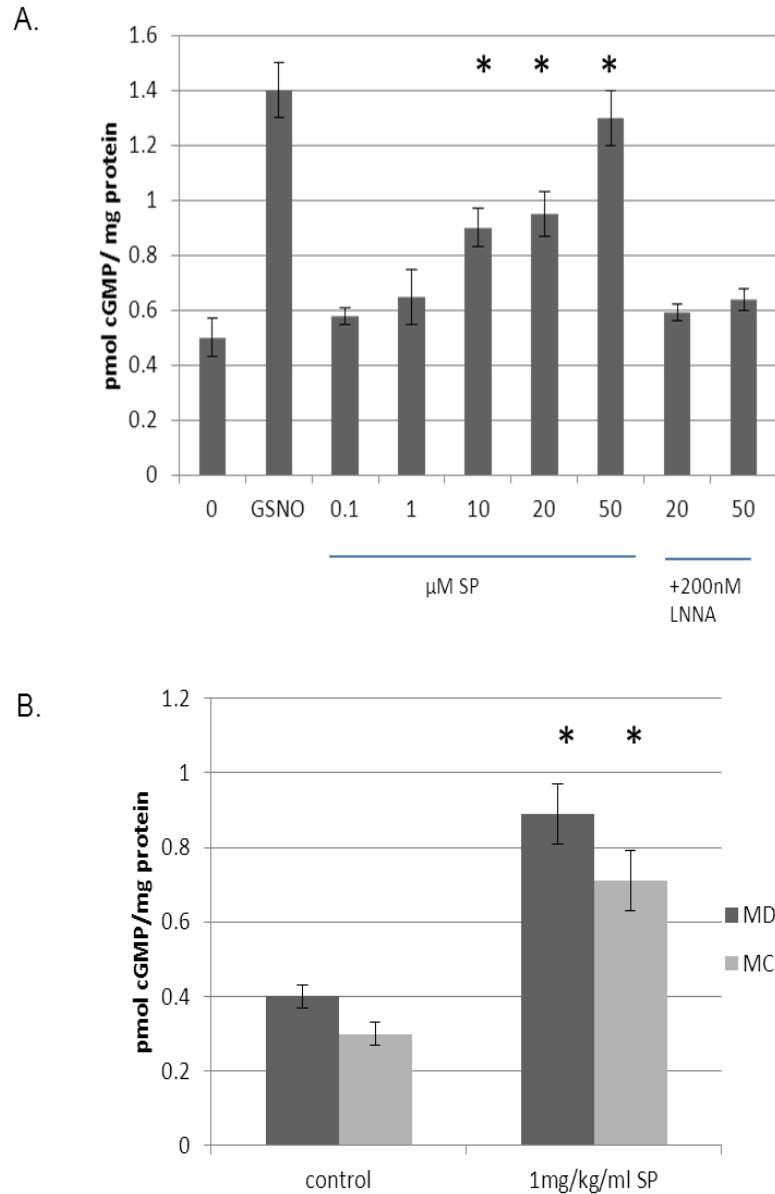 A.
pmol cGMP/ mg protein
1.6
1.4
1.2
1
0.8
0.6
0.4
0.2
0
* * *
0 GSNO 0.1 1 10 20 50 20 50
µM SP +200nM
LNNA
B.
pmol cGMP/mg protein
1.2
1
0.8
0.6
0.4
0.2
0
* *
MD
MC
control 1mg/kg/ml SP